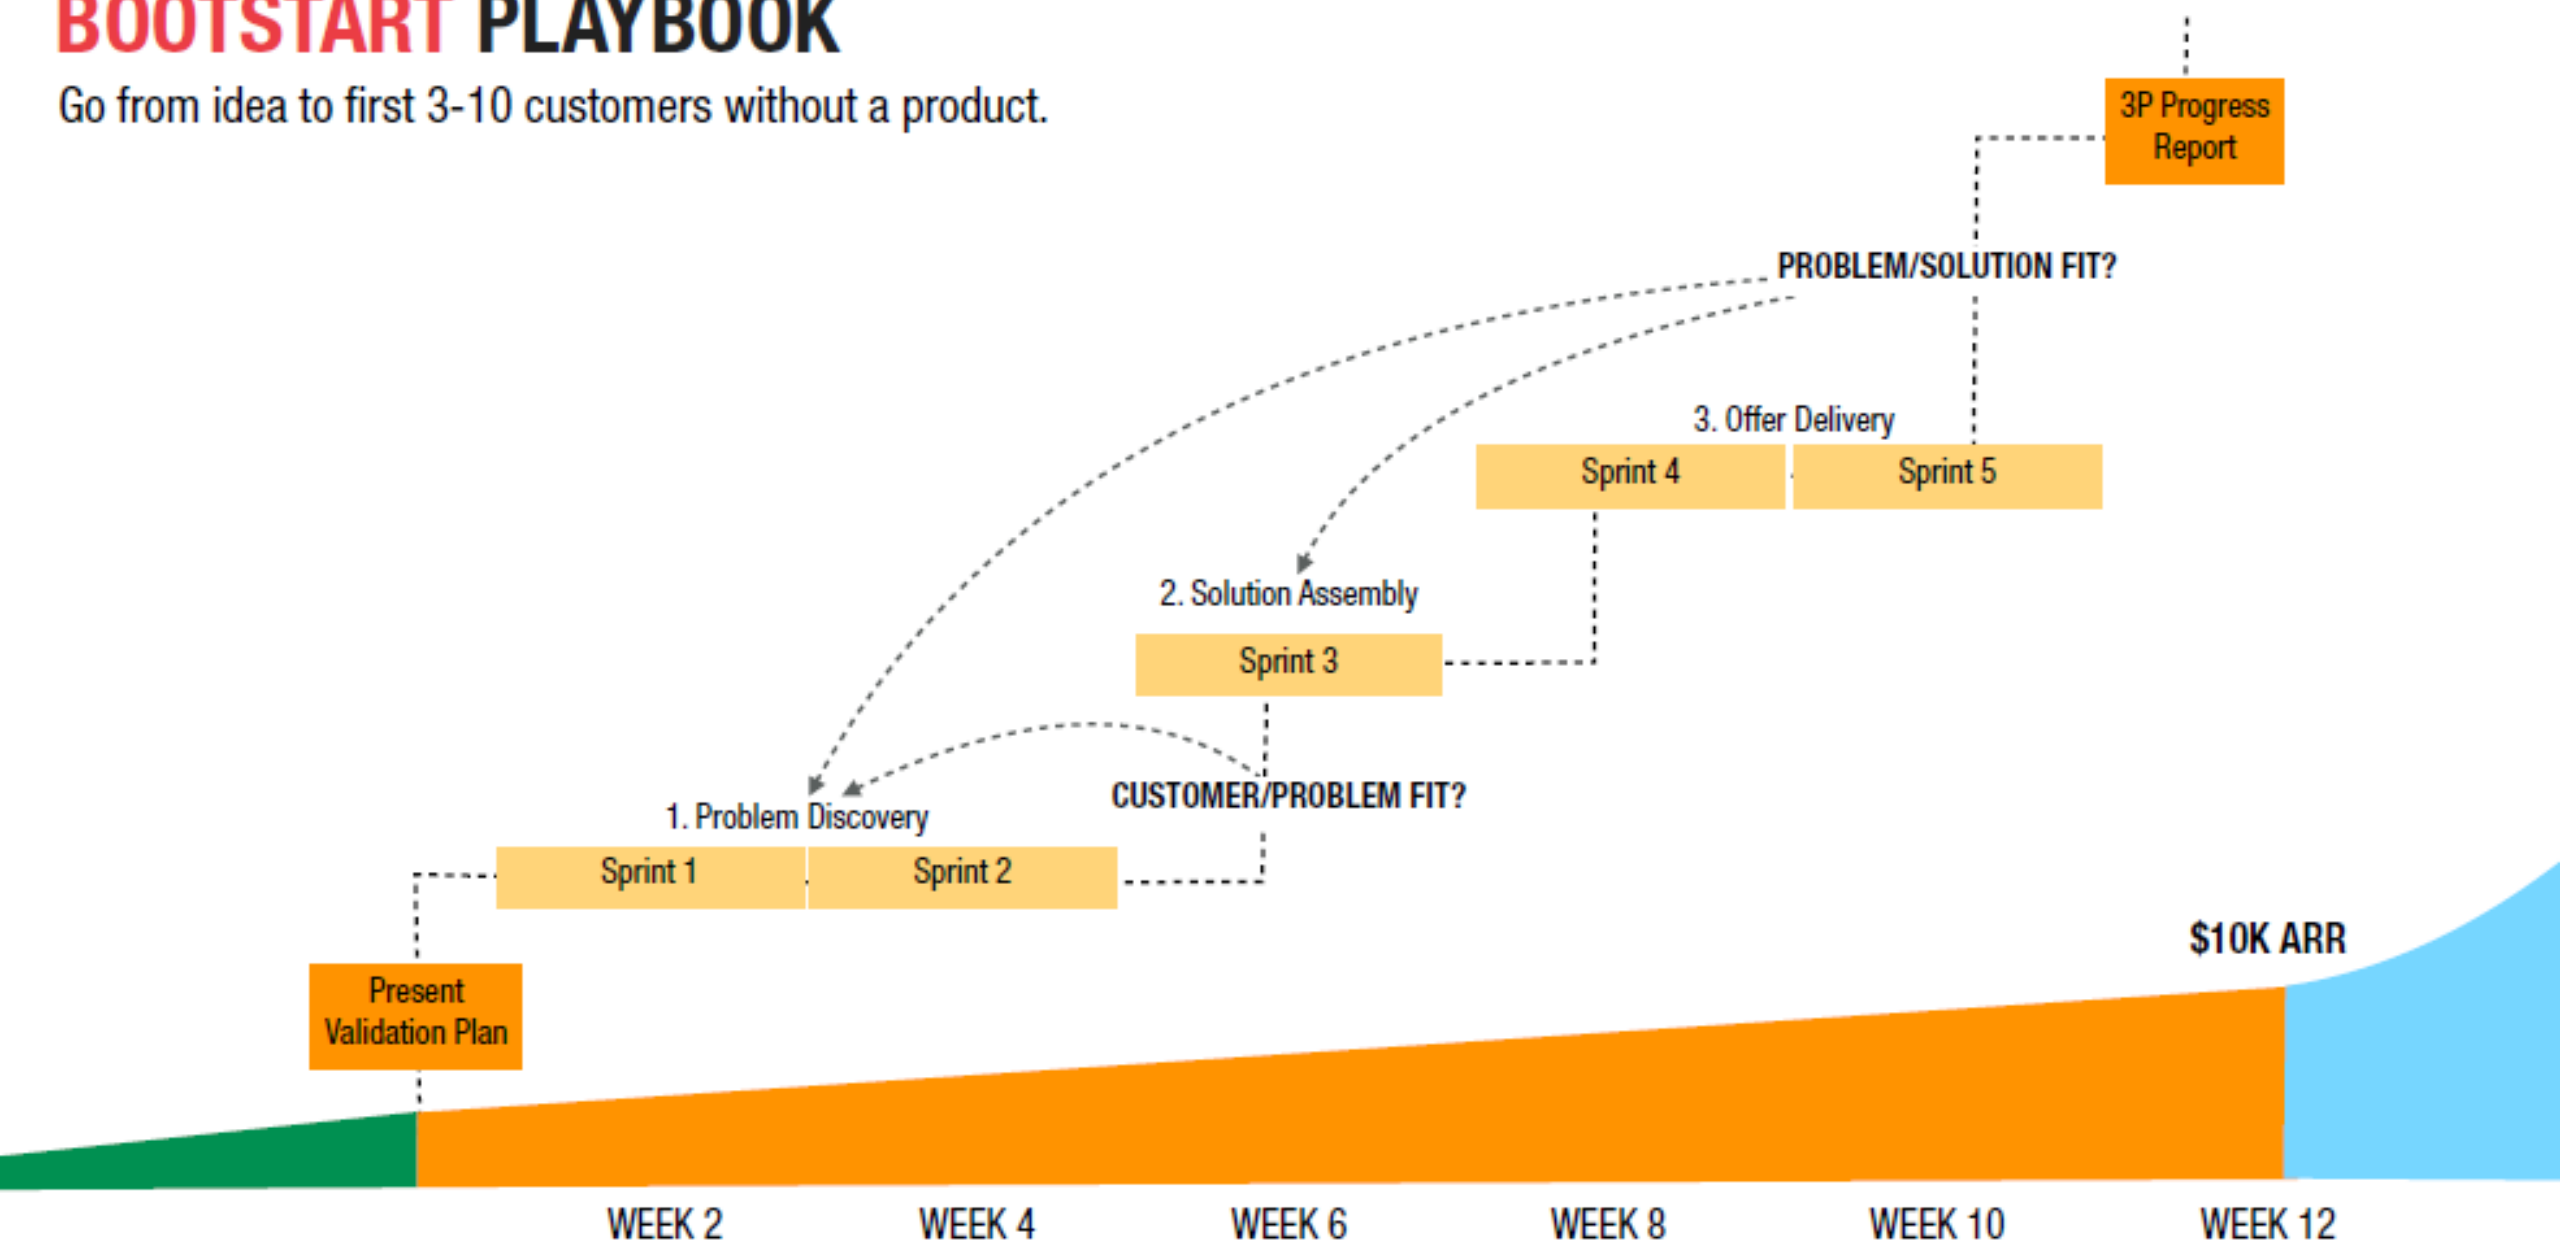 BOOTSTART PLAYBOOK
Go from idea to first 3-10 customers without a product.
3P Progress
Report
PROBLEM/SOLUTION FIT?
3. Offer Delivery
Sprint 4
Sprint 5
2. Solution Assembly
Sprint 3
CUSTOMER/PROBLEM FIT?
1. Problem Discovery
Sprint 1
Sprint 2
Present
Validation Plan
$10K ARR
WEEK 2
WEEK 4
WEEK 6
WEEK 8
WEEK 10
WEEK 12